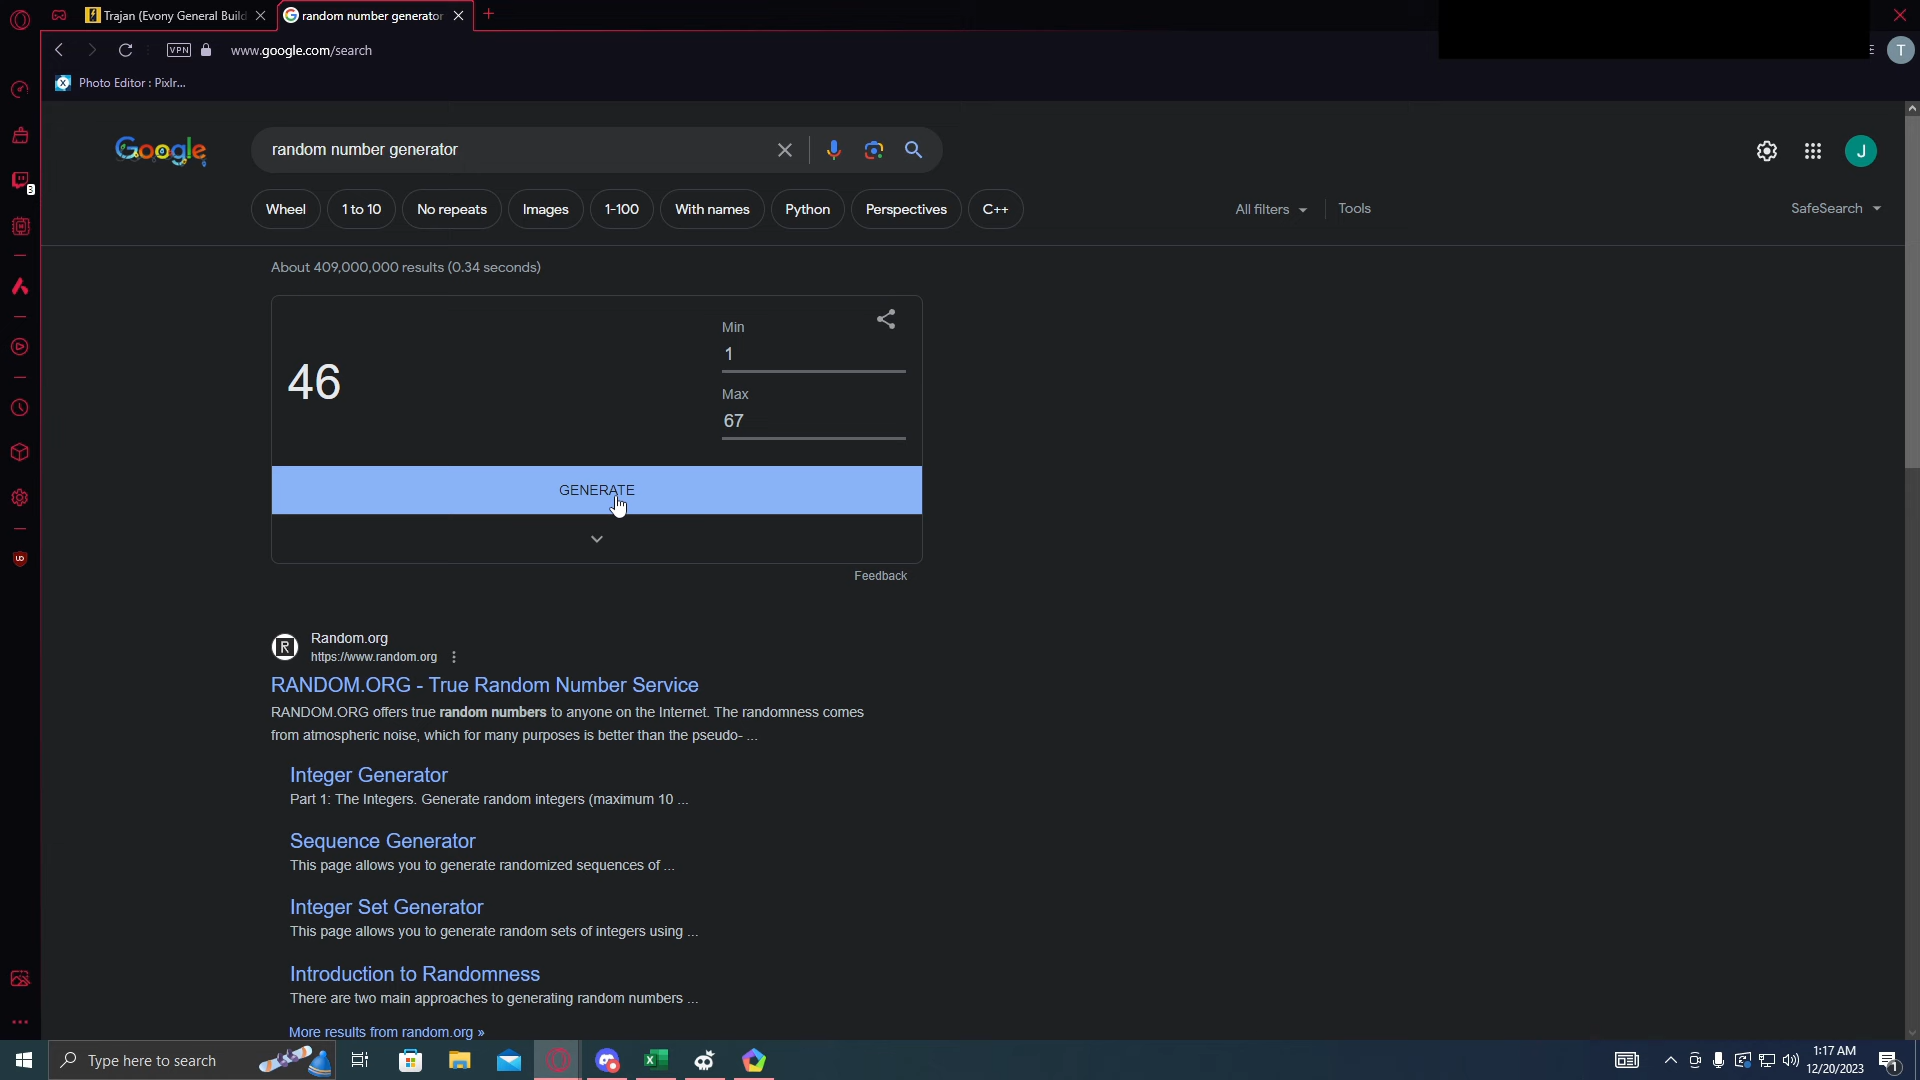 Trajan (Evony General Build
random number generator
VPN
www.google.com/search
T
Photo Editor : Pixlr...
3
Google
random number generator
J
Wheel
1 to 10
No repeats
Images
1-100
With names
Python
Perspectives
C++
All filters
Tools
SafeSearch
About 409,000,000 results (0.34 seconds)
46
Min
1
Max
67
GENERATE
Feedback
R
Random.org
https://www.random.org
RANDOM.ORG - True Random Number Service
RANDOM.ORG offers true random numbers to anyone on the Internet. The randomness comes
from atmospheric noise, which for many purposes is better than the pseudo- ...
Integer Generator
Part 1: The Integers. Generate random integers (maximum 10 ...
Sequence Generator
This page allows you to generate randomized sequences of ...
Integer Set Generator
This page allows you to generate random sets of integers using ...
Introduction to Randomness
There are two main approaches to generating random numbers ...
More results from random.org »
Type here to search
1:17 AM
12/20/2023
1